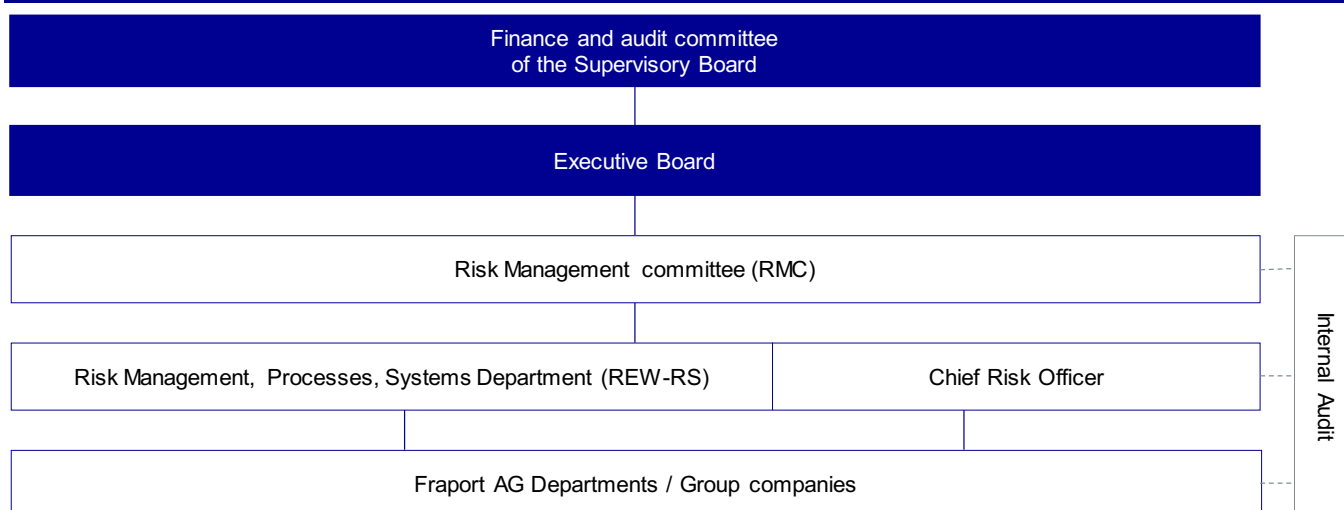 Finance and audit committee
of the Supervisory Board
Executive Board
Risk Management committee (RMC)
Risk Management, Processes, Systems Department (REW-RS)
Chief Risk Officer
Fraport AG Departments / Group companies
Internal Audit